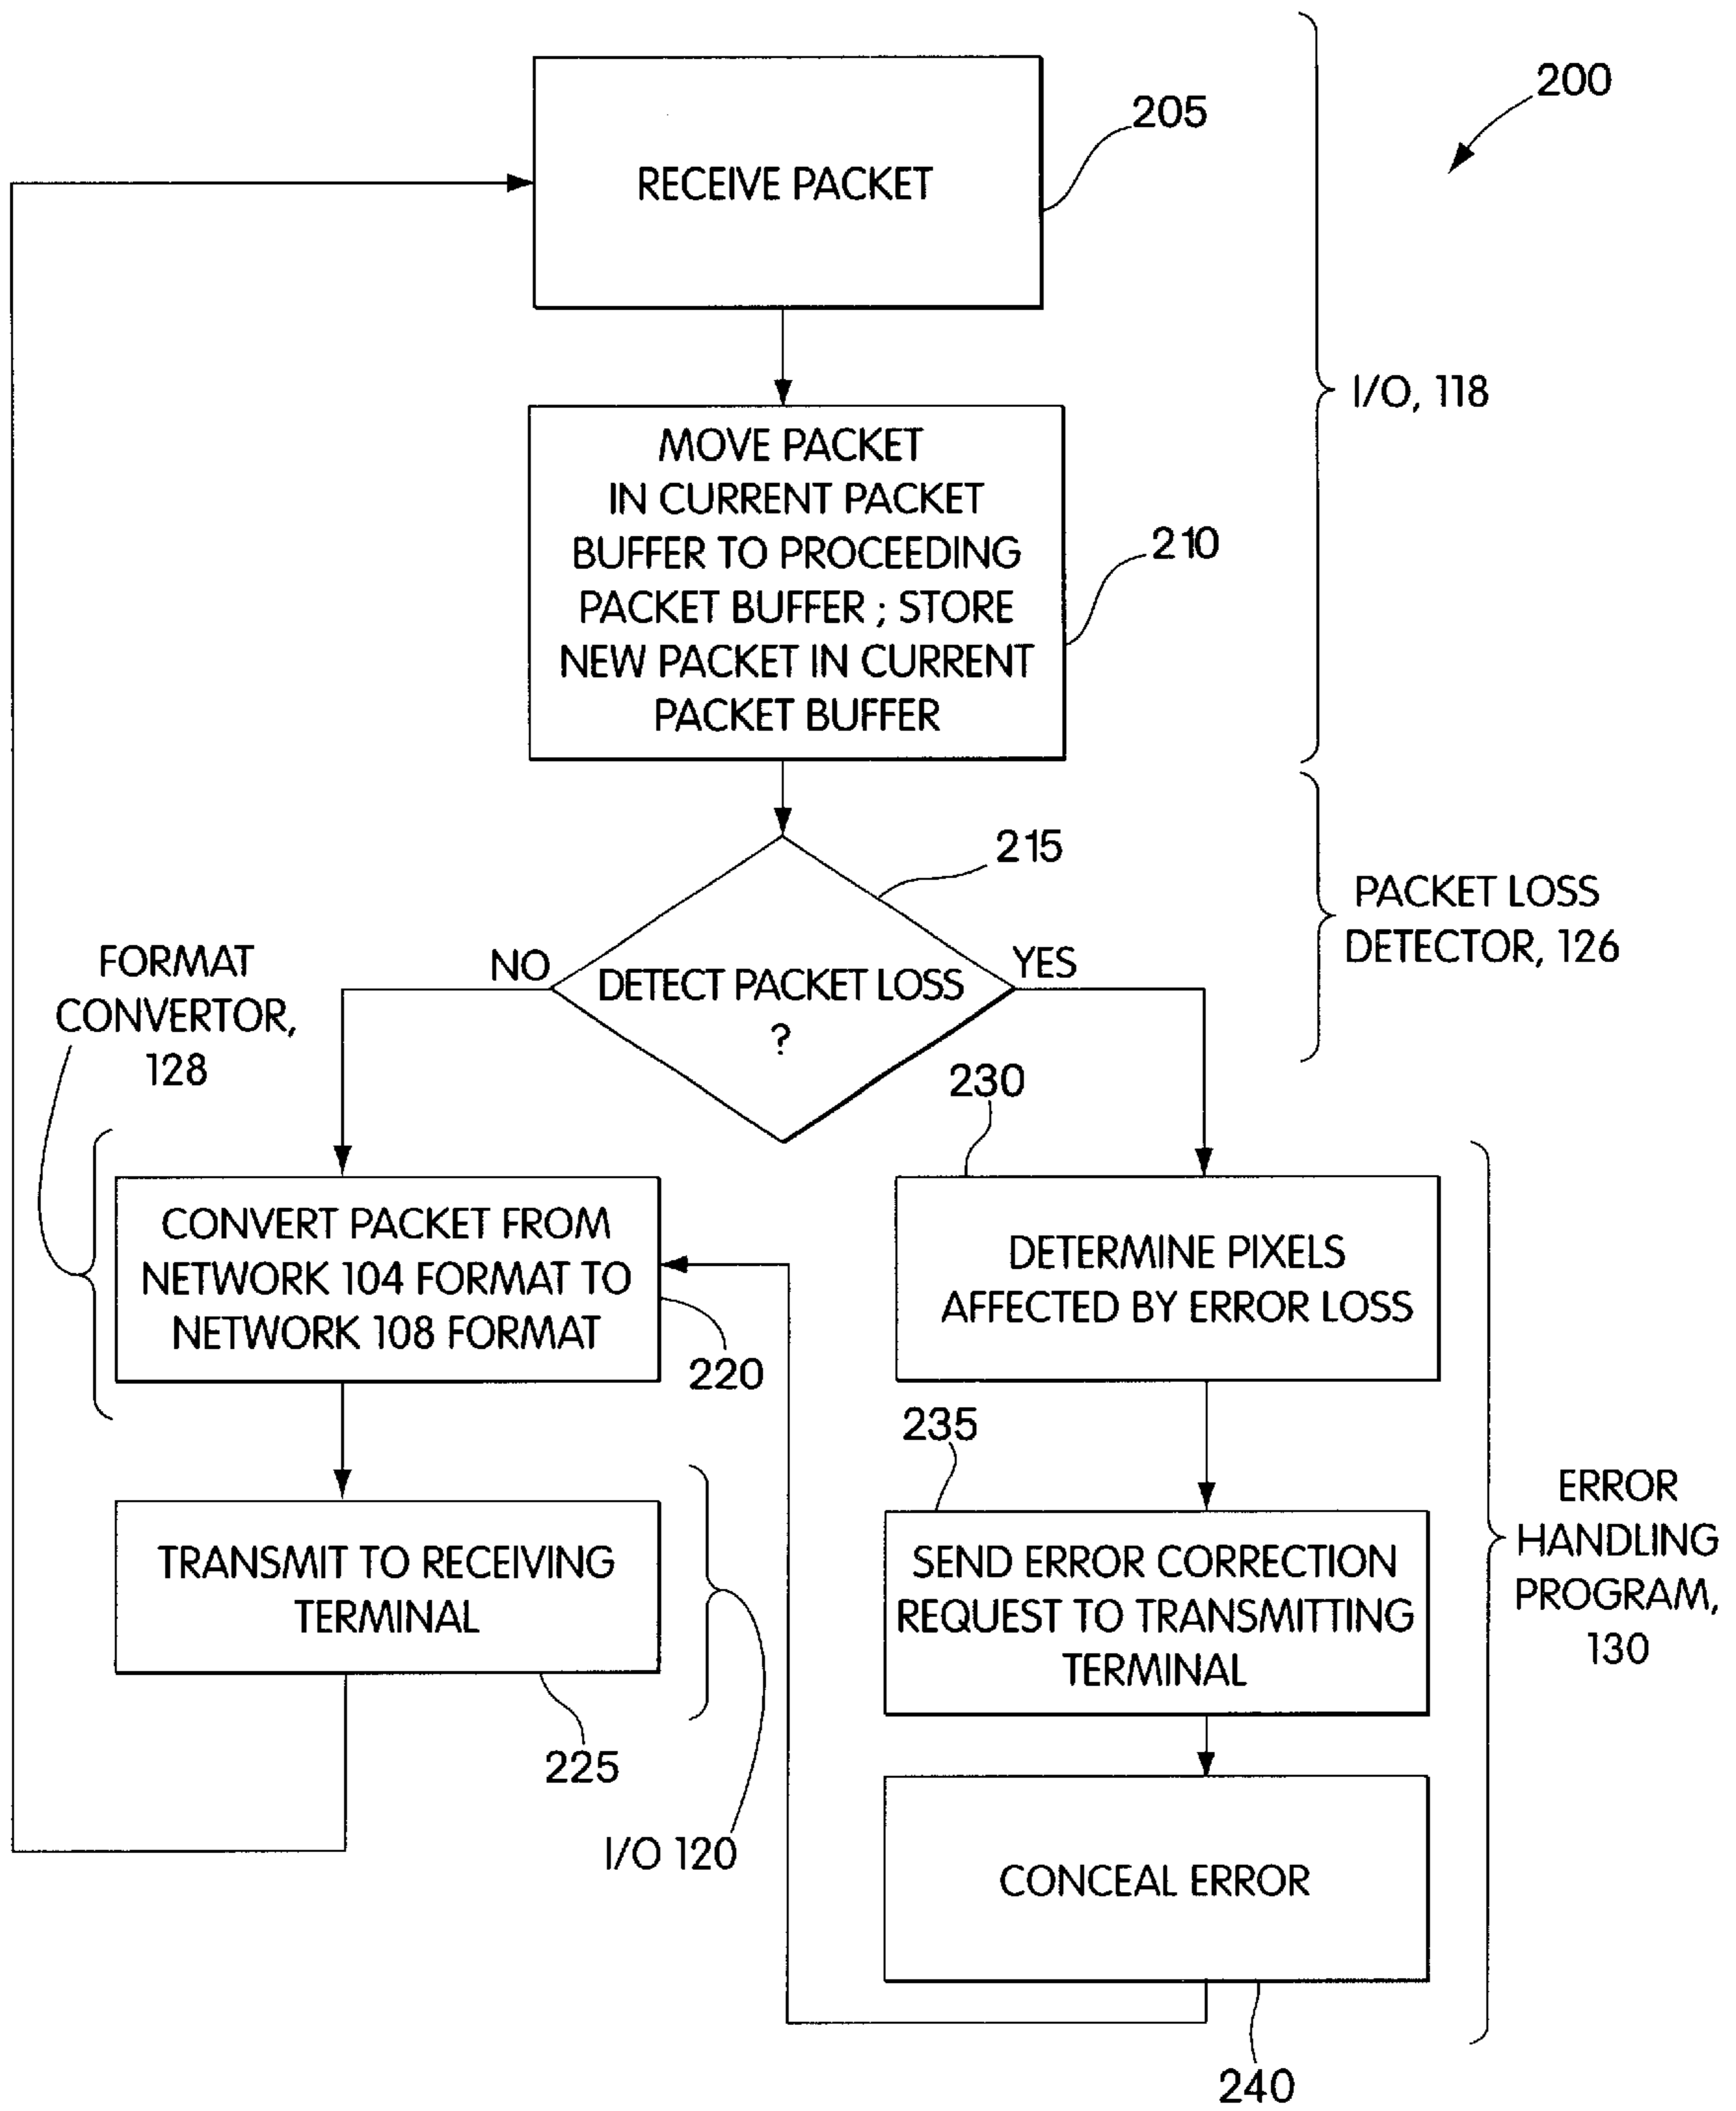 200
205
RECEIVE PACKET
I/O, 118
MOVE PACKET
IN CURRENT PACKET
BUFFER TO PROCEEDING
PACKET BUFFER ; STORE
NEW PACKET IN CURRENT
PACKET BUFFER
210
215
PACKET LOSS
DETECTOR, 126
NO
YES
DETECT PACKET LOSS
?
FORMAT
CONVERTOR,
128
230
CONVERT PACKET FROM
NETWORK 104 FORMAT TO
NETWORK 108 FORMAT
220
DETERMINE PIXELS
AFFECTED BY ERROR LOSS
235
TRANSMIT TO RECEIVING
TERMINAL
225
I/O 120
SEND ERROR CORRECTION
REQUEST TO TRANSMITTING
TERMINAL
ERROR
HANDLING
PROGRAM,
130
CONCEAL ERROR
240